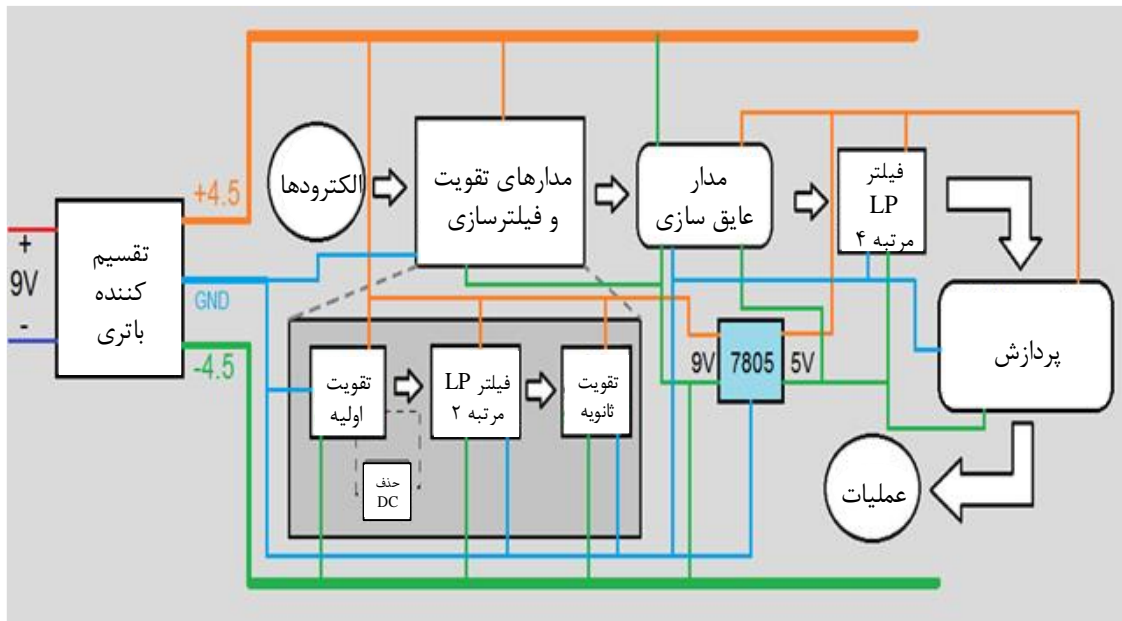 الکترودها
مدارهای تقویت
و فیلترسازی
مدار
عایق سازی
فیلتر
LP
مرتبه ۴
+4.5
+
9V
-
تقسیم
کننده
باتری
GND
-4.5
پردازش
9V
7805
5V
تقویت
اولیه
فیلتر LP
مرتبه ۲
تقویت
ثانویه
حذف
DC
عملیات